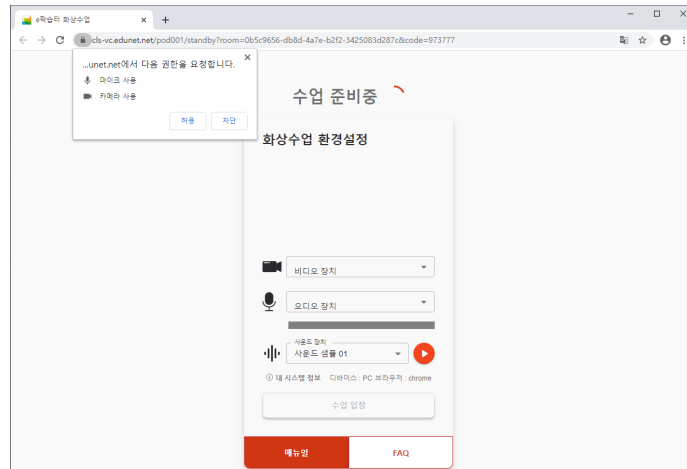 e학습터 화상수업
cls-vc.edunet.net/pod001/standby?room=0b5c9656-db8d-4a7e-b2f2-3425083d287c&code=973777
...unet.net에서 다음 권한을 요청합니다.
마이크 사용
카메라 사용
허용 차단
수업 준비중
화상수업 환경설정
비디오 장치
오디오 장치
사운드 장치
사운드 샘플 01
내 시스템 정보 디바이스 : PC 브라우저 : chrome
수업 입장
메뉴얼 FAQ